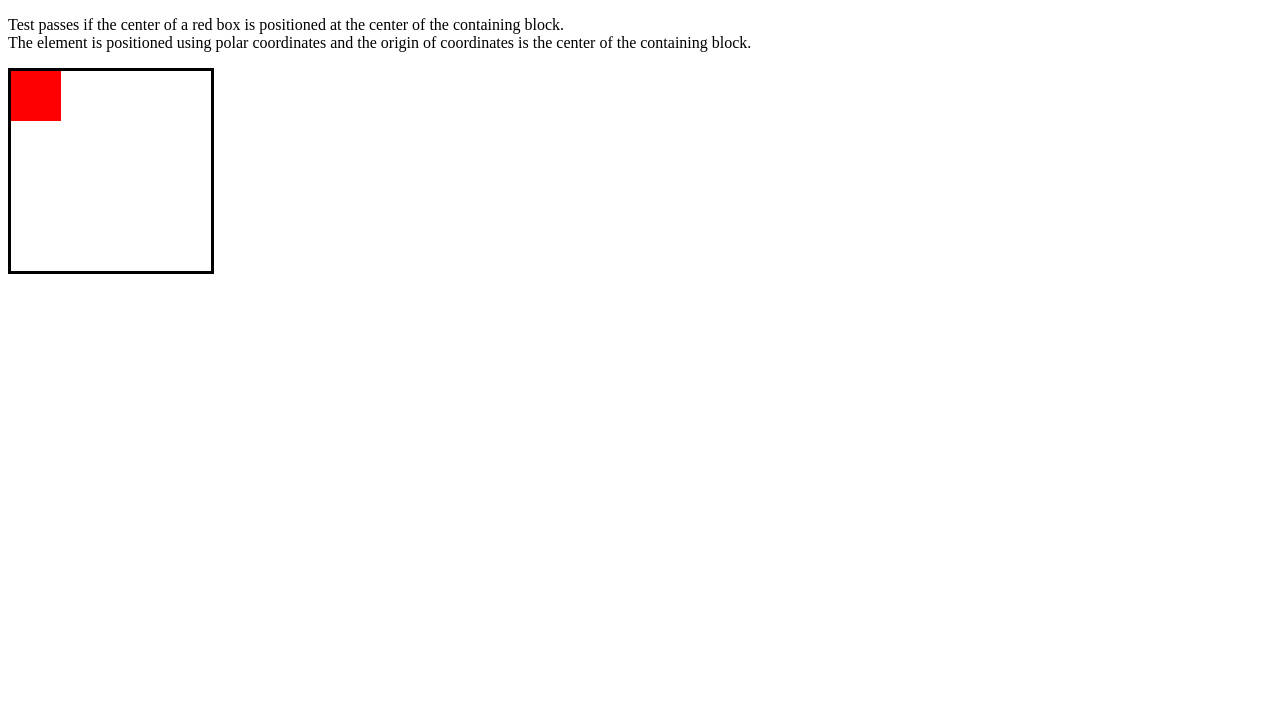 Test passes if the center of a red box is positioned at the center of the containing block.
The element is positioned using polar coordinates and the origin of coordinates is the center of the containing block.